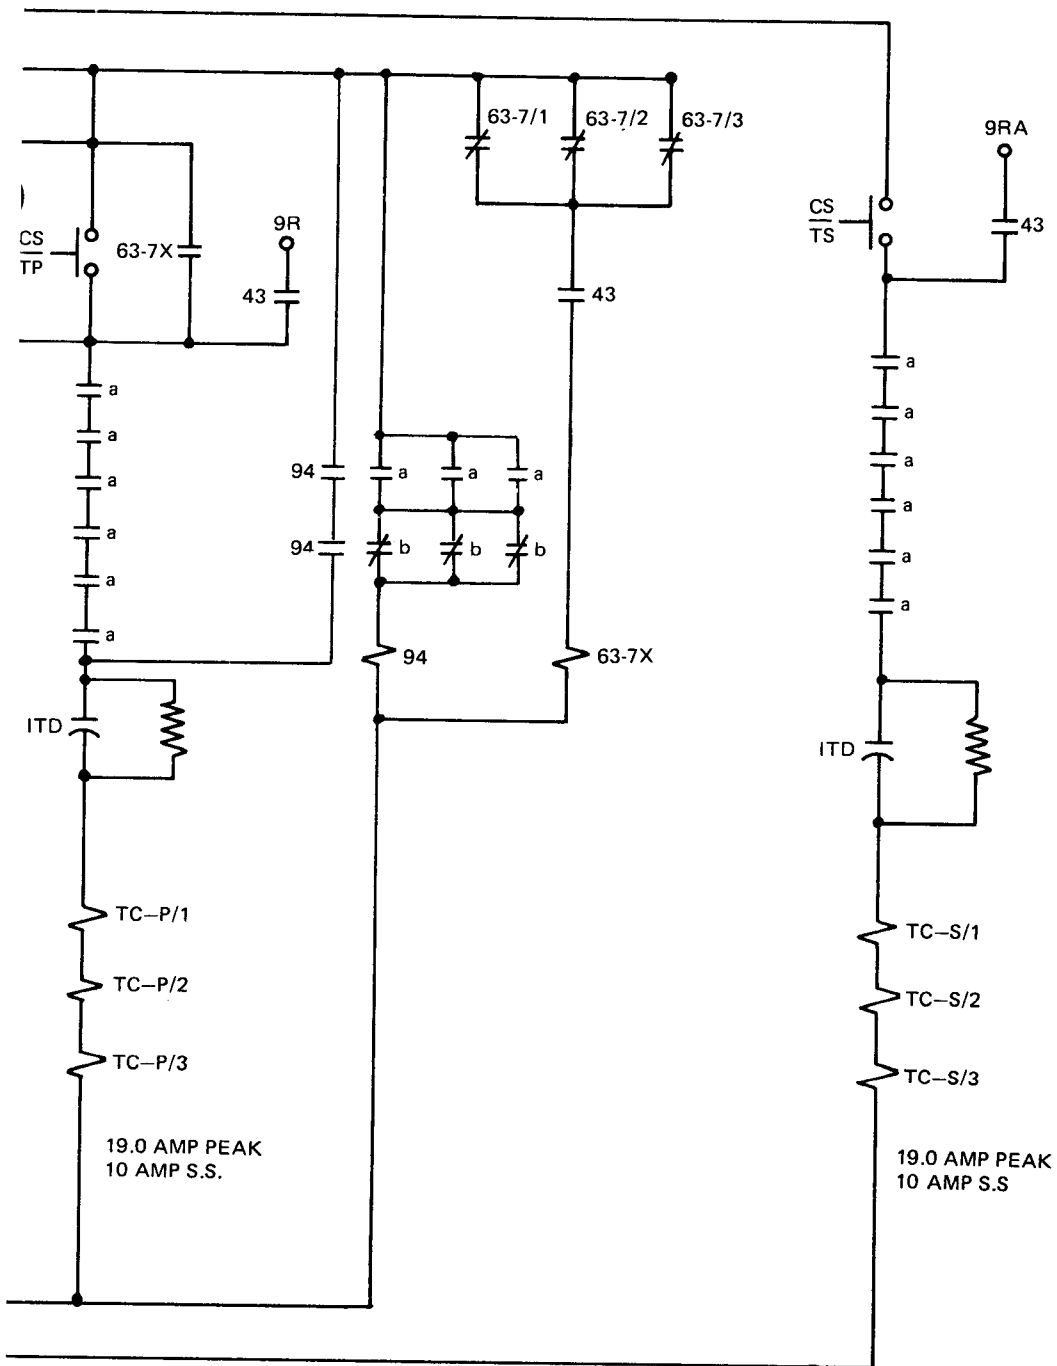 63-7/1
63-7/2
63-7/3
9RA
CS
TS
43
CS
TP
63-7X
9R
43
43
a
a
a
a
a
a
94
94
a
a
a
b
b
b
94
63-7X
a
a
a
a
a
a
ITD
ITD
TC–P/1
TC–P/2
TC–P/3
TC–S/1
TC–S/2
TC–S/3
19.0 AMP PEAK
10 AMP S.S.
19.0 AMP PEAK
10 AMP S.S